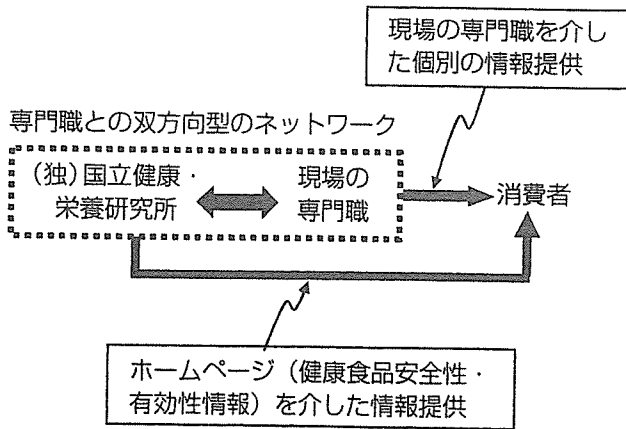 現場の専門職を介し
た個別の情報提供
専門職との双方向型のネットワーク
(独)国立健康・
栄養研究所
現場の
専門職
消費者
ホームページ(健康食品安全性・
有効性情報)を介した情報提供